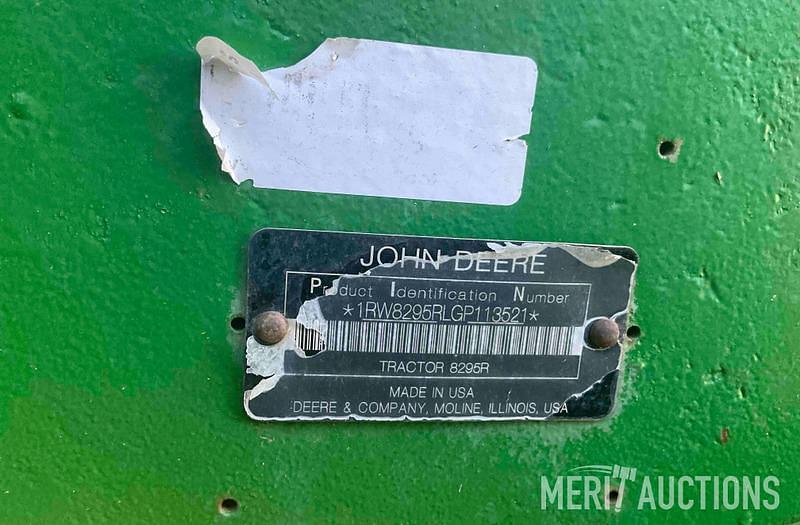 JOHN DEERE
Product Identification Number
*1RW8295RLGP113521*
TRACTOR 8295R
MADE IN USA
DEERE & COMPANY, MOLINE, ILLINOIS, USA
MERIT AUCTIONS